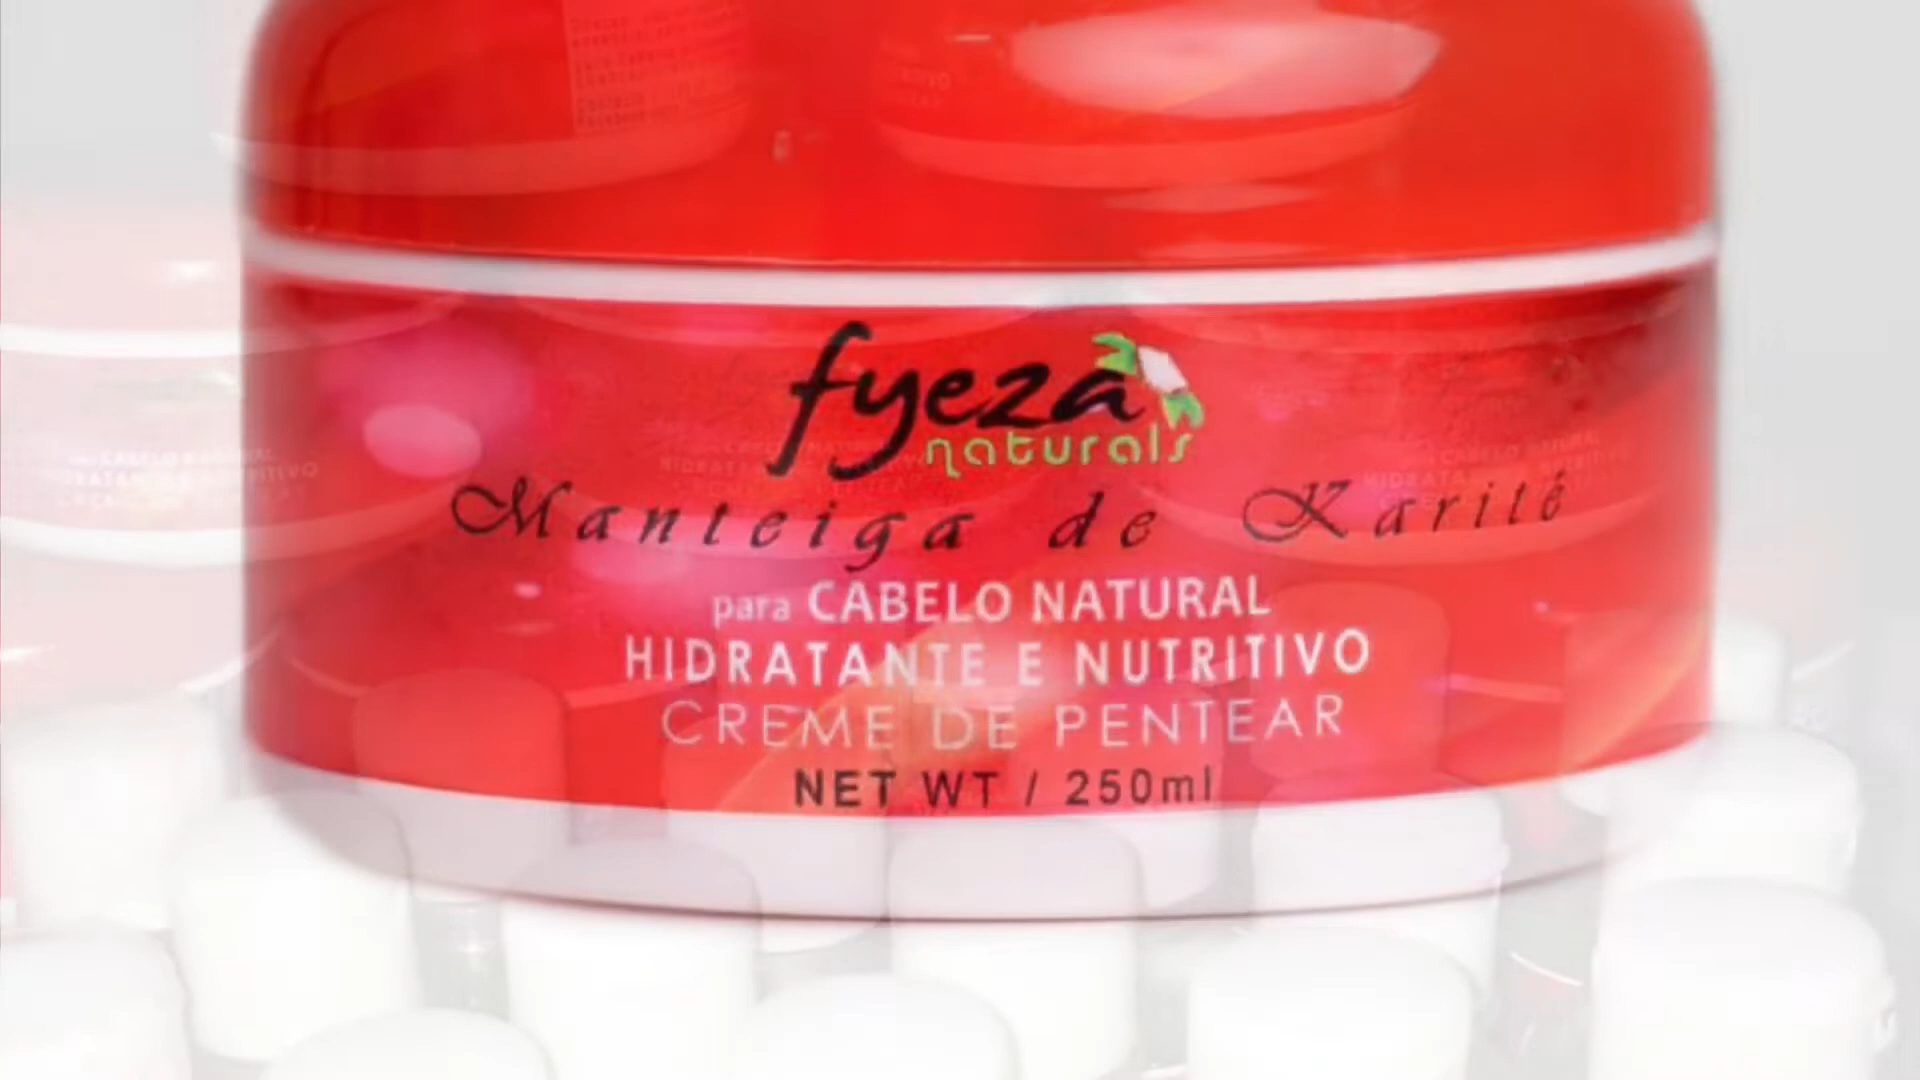 fyeza
naturals
Manteiga de Karité
para CABELO NATURAL
HIDRATANTE E NUTRITIVO
CREME DE PENTEAR
NET WT / 250ml